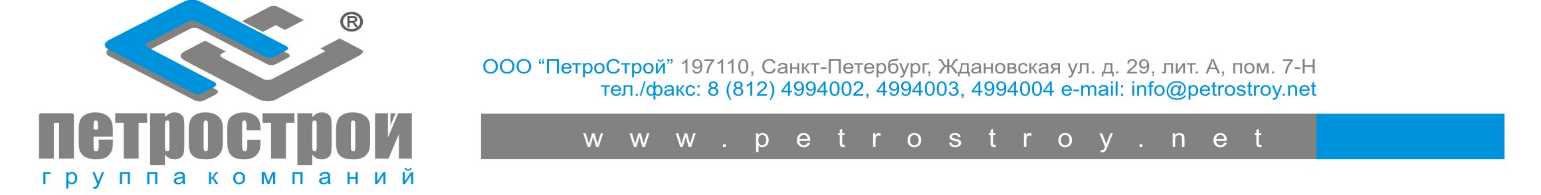 ®
ООО “ПетроСтрой” 197110, Санкт-Петербург, Ждановская ул. д. 29, лит. А, пом. 7-Н
тел./факс: 8 (812) 4994002, 4994003, 4994004 e-mail: info@petrostroy.net
петрострой
www.petrostroy.net
группа компаний